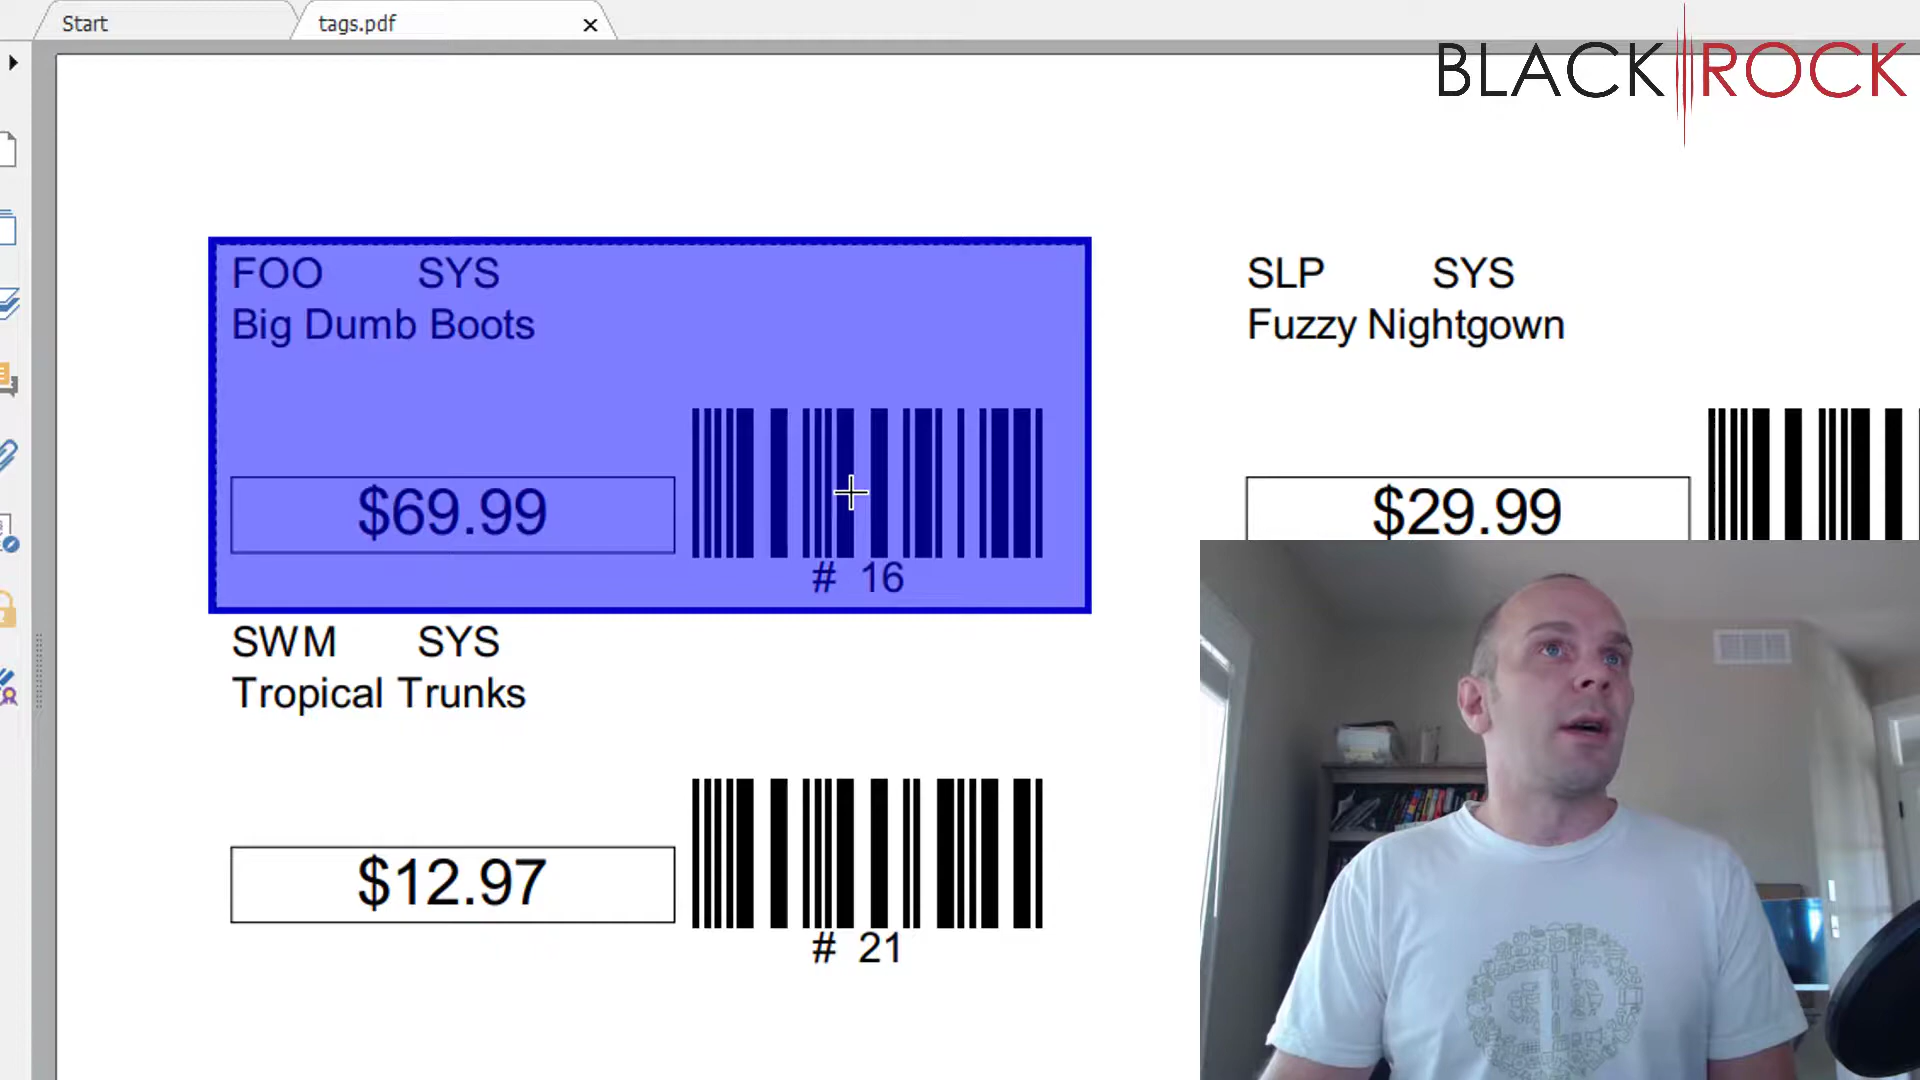 Start
tags.pdf
BLACK ROCK
FOO SYS
Big Dumb Boots
$69.99
# 16
SLP SYS
Fuzzy Nightgown
$29.99
SWM SYS
Tropical Trunks
$12.97
# 21